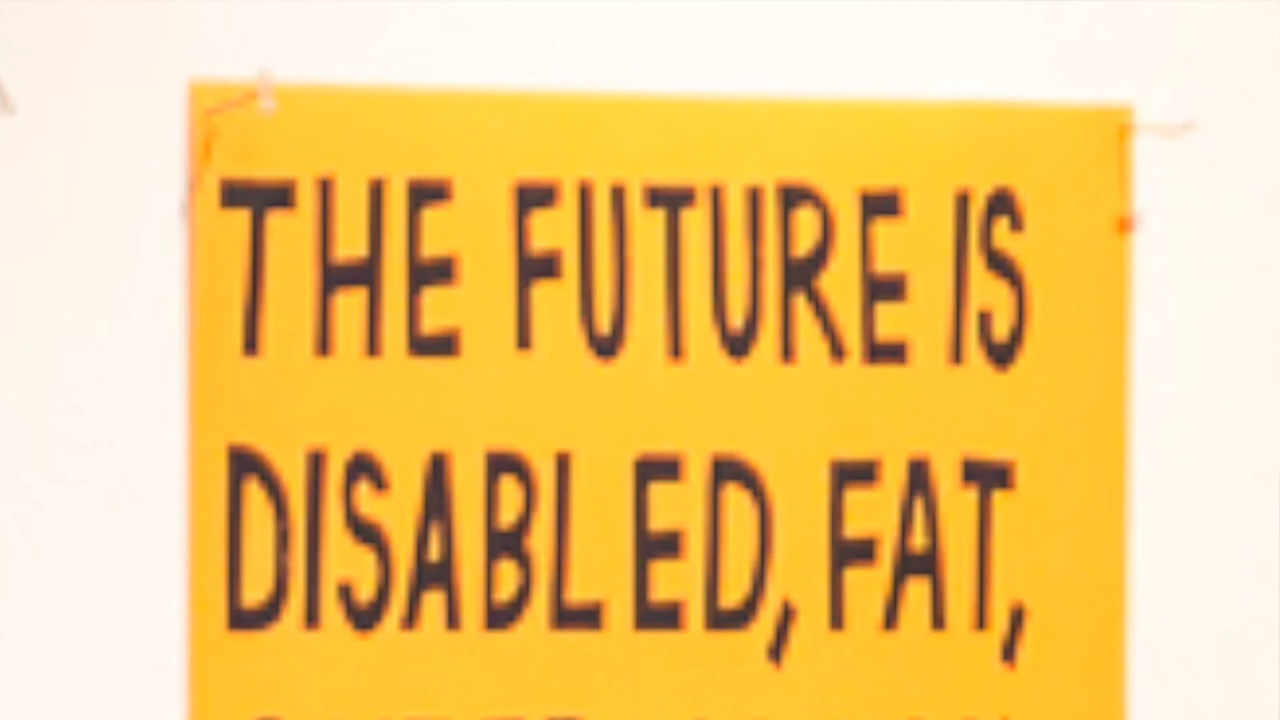 THE FUTURE IS
DISABLED, FAT,